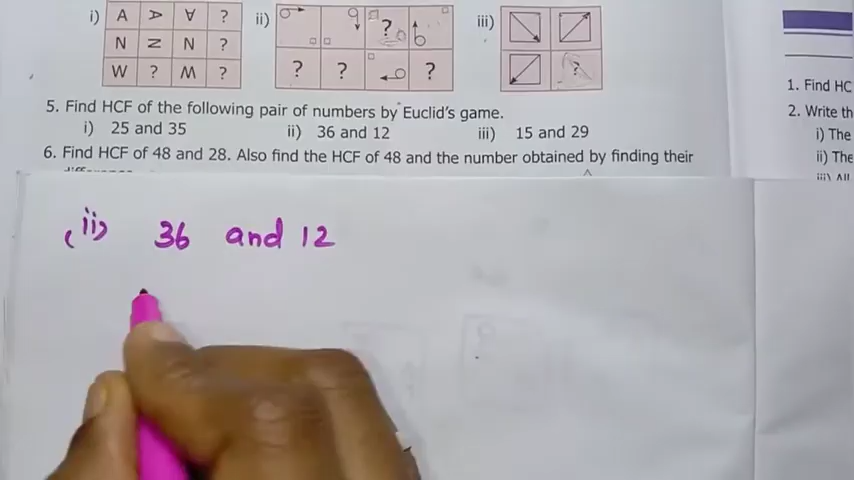 i) A A A ? ii) ? iii)
N N N ? ? ? ? ?
W ? M ?
1. Find HC
5. Find HCF of the following pair of numbers by Euclid's game.
2. Write th
i) 25 and 35 ii) 36 and 12 iii) 15 and 29
i) The
6. Find HCF of 48 and 28. Also find the HCF of 48 and the number obtained by finding their
ii) The
iii) All
(ii) 36 and 12